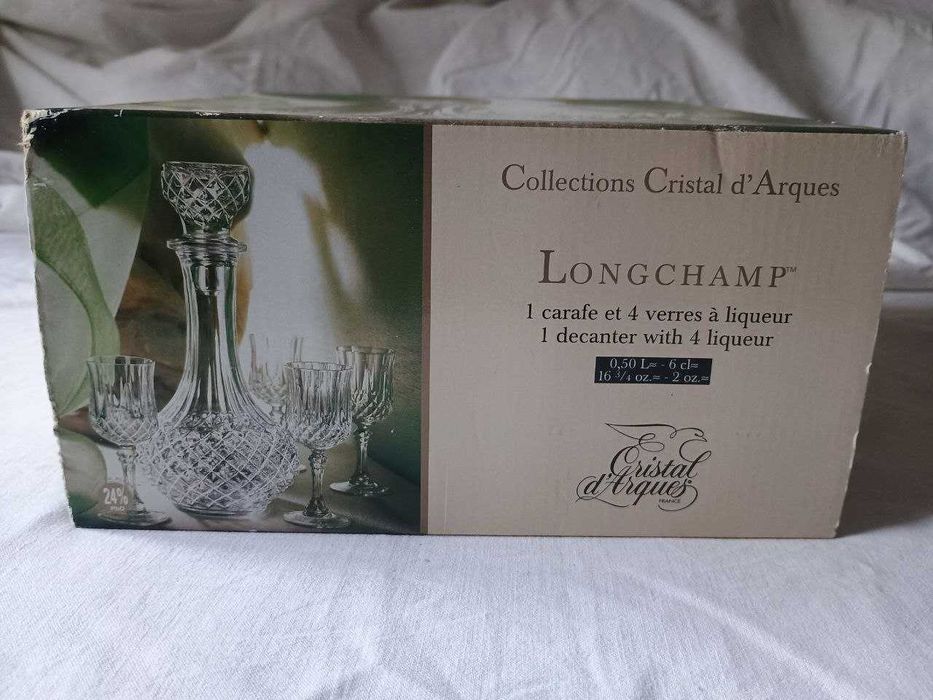 Collections Cristal d'Arques
LONGCHAMP™
1 carafe et 4 verres à liqueur
1 decanter with 4 liqueur
0,50 L≈ - 6 cl≈
16 3/4 oz.≈ - 2 oz.≈
Cristal
d'Arques
FRANCE
24%
PbO